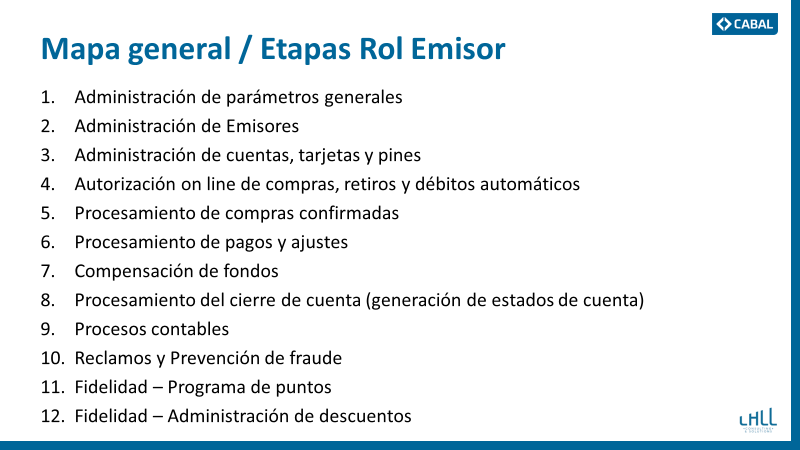 CABAL
Mapa general / Etapas Rol Emisor
1. Administración de parámetros generales
2. Administración de Emisores
3. Administración de cuentas, tarjetas y pines
4. Autorización on line de compras, retiros y débitos automáticos
5. Procesamiento de compras confirmadas
6. Procesamiento de pagos y ajustes
7. Compensación de fondos
8. Procesamiento del cierre de cuenta (generación de estados de cuenta)
9. Procesos contables
10. Reclamos y Prevención de fraude
11. Fidelidad – Programa de puntos
12. Fidelidad – Administración de descuentos
LHLL